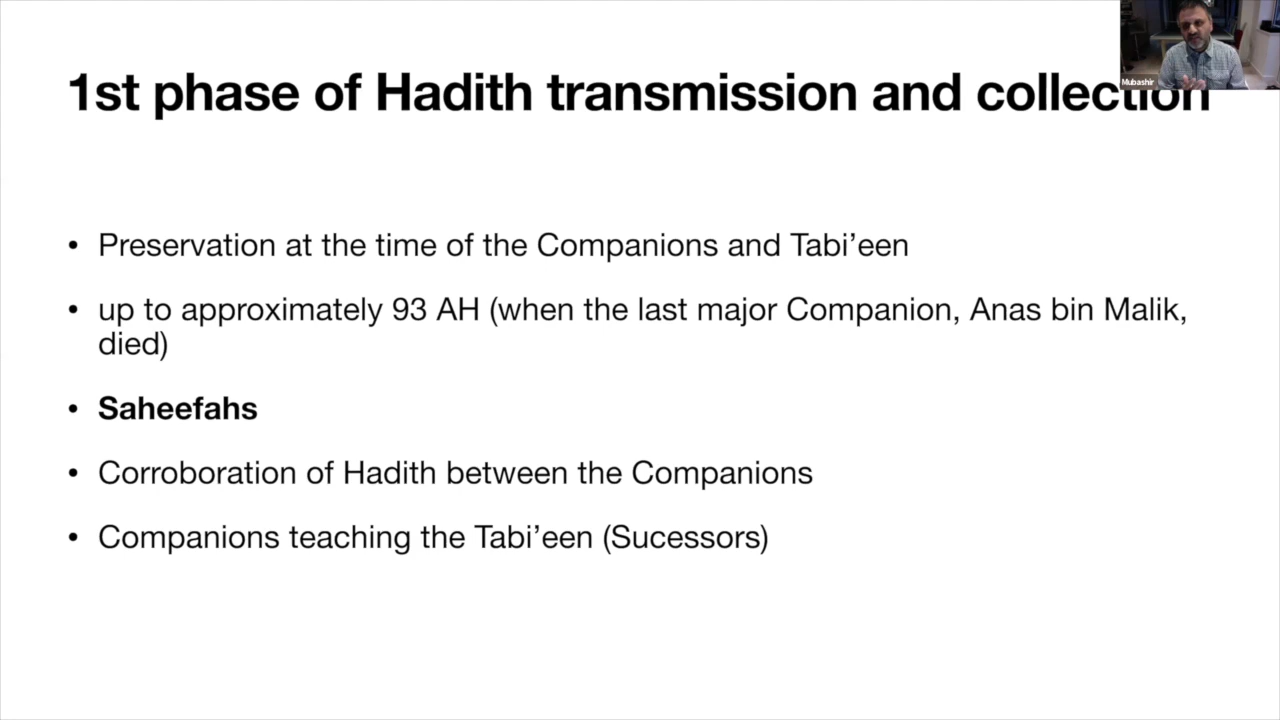 1st phase of Hadith transmission and collection
Mubashir
• Preservation at the time of the Companions and Tabi’een
• up to approximately 93 AH (when the last major Companion, Anas bin Malik,
died)
• Saheefahs
• Corroboration of Hadith between the Companions
• Companions teaching the Tabi’een (Sucessors)